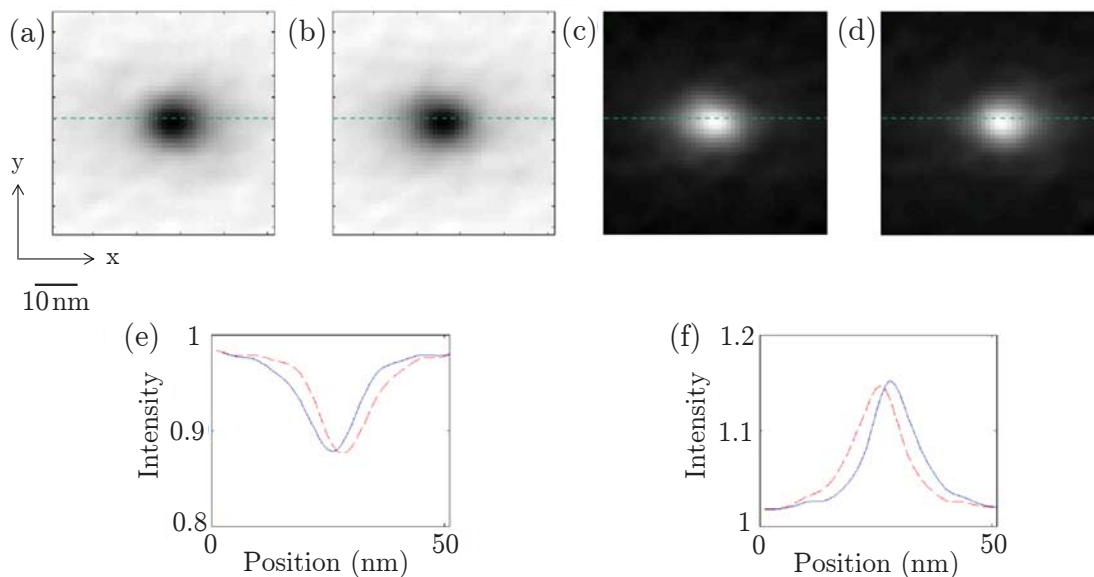 (a) (b) (c) (d)
y
x
10 nm
(e) (f)
1 1.2
Intensity Intensity
0.9 1.1
0.8 1
0 50 0 50
Position (nm) Position (nm)